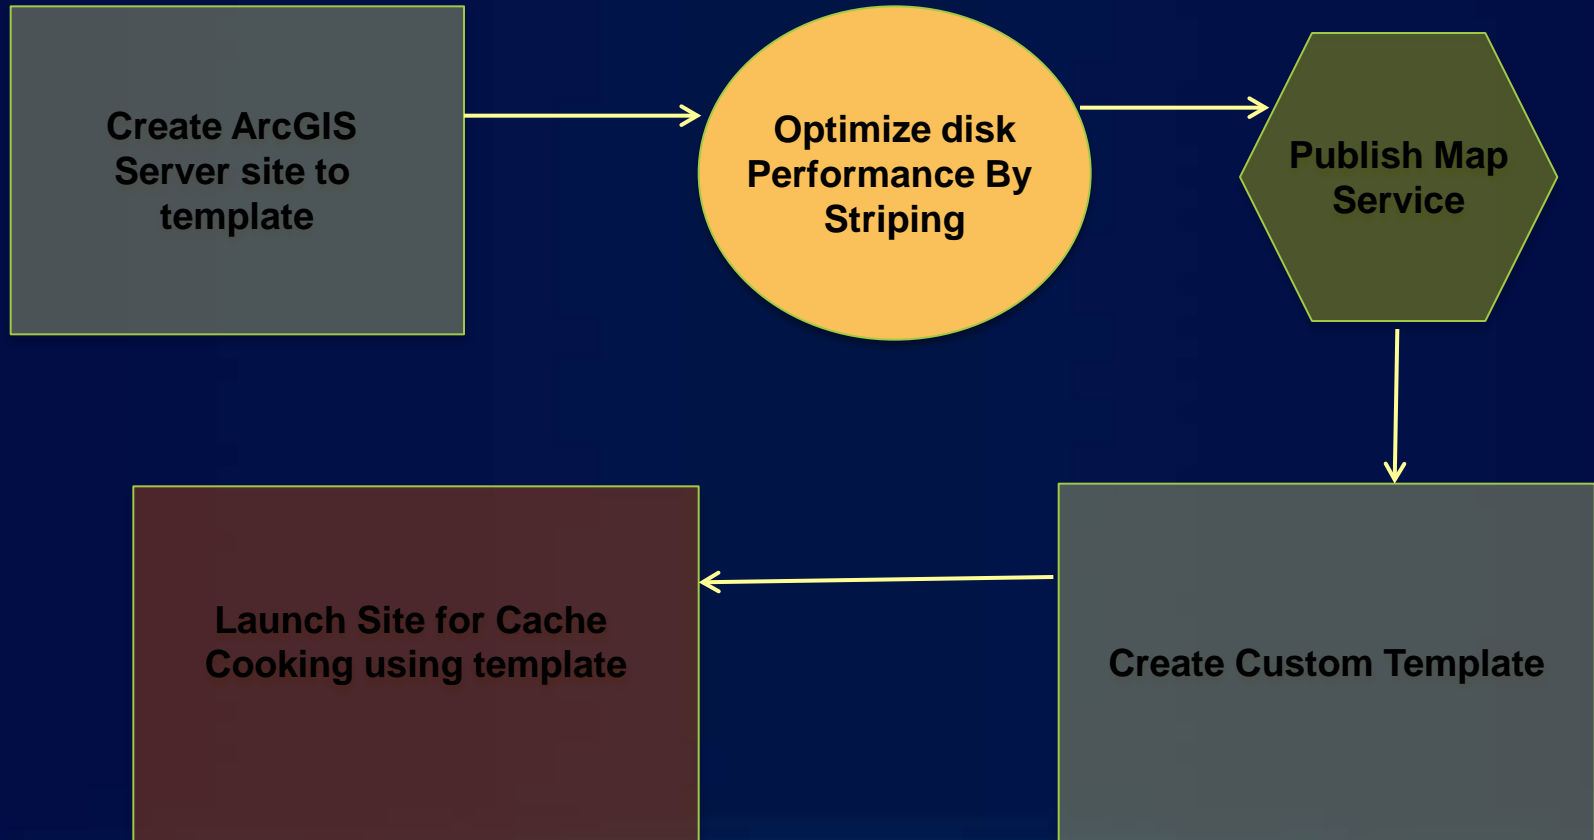 Create ArcGIS
Server site to
template
Optimize disk
Performance By
Striping
Publish Map
Service
Create Custom Template
Launch Site for Cache
Cooking using template